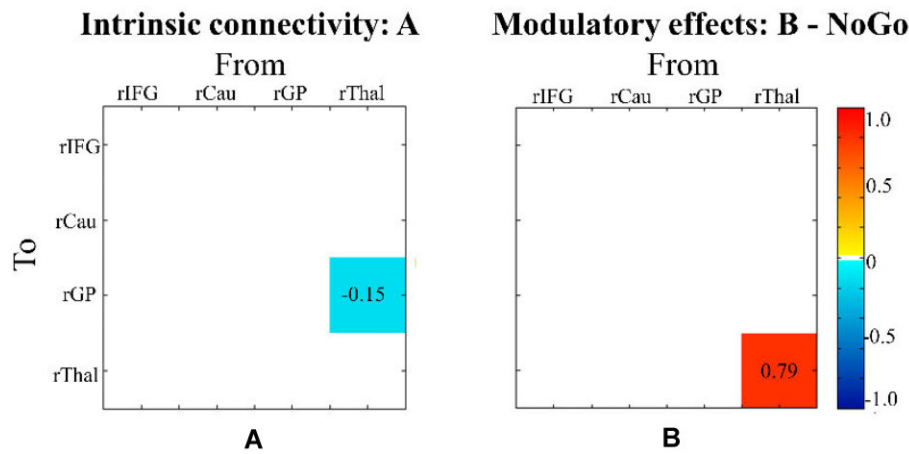 Intrinsic connectivity: A
From
rIFG rCau rGP rThal
To
rIFG
rCau
rGP
rThal
-0.15
A
Modulatory effects: B - NoGo
From
rIFG rCau rGP rThal
0.79
B
1.0
0.5
0
-0.5
-1.0